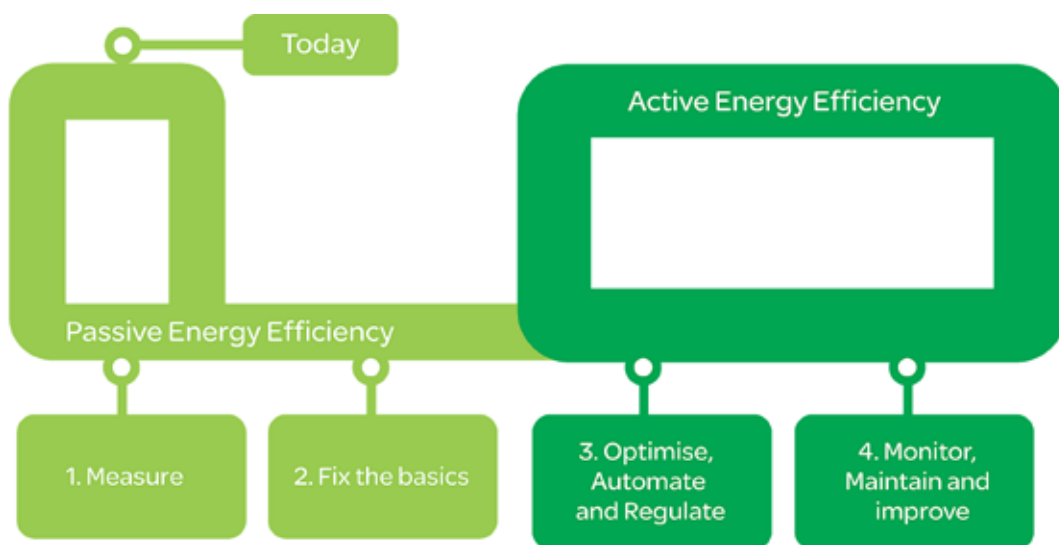 Today
Active Energy Efficiency
Passive Energy Efficiency
1. Measure
2. Fix the basics
3. Optimise,
Automate
and Regulate
4. Monitor,
Maintain and
improve